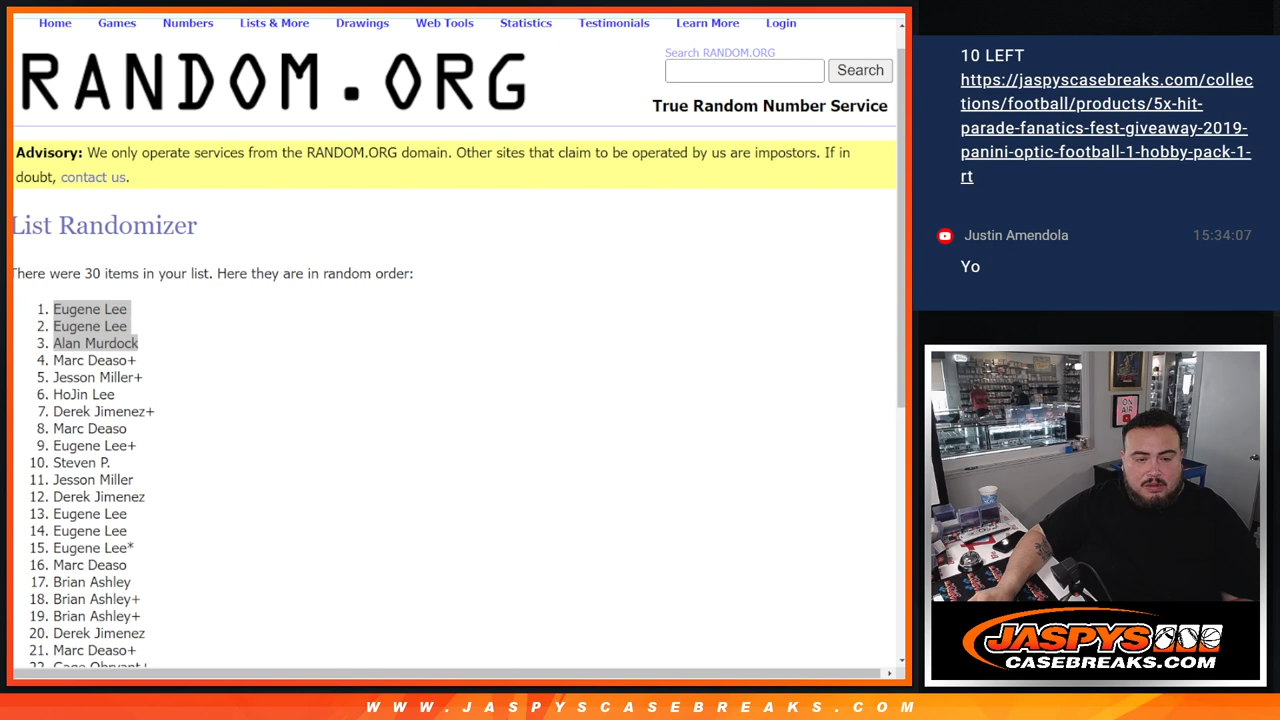 Home Games Numbers Lists & More Drawings Web Tools Statistics Testimonials Learn More Login
RANDOM.ORG
Search RANDOM.ORG
Search
True Random Number Service
Advisory: We only operate services from the RANDOM.ORG domain. Other sites that claim to be operated by us are impostors. If in
doubt, contact us.
List Randomizer
There were 30 items in your list. Here they are in random order:
1. Eugene Lee
2. Eugene Lee
3. Alan Murdock
4. Marc Deaso+
5. Jesson Miller+
6. HoJin Lee
7. Derek Jimenez+
8. Marc Deaso
9. Eugene Lee+
10. Steven P.
11. Jesson Miller
12. Derek Jimenez
13. Eugene Lee
14. Eugene Lee
15. Eugene Lee*
16. Marc Deaso
17. Brian Ashley
18. Brian Ashley+
19. Brian Ashley+
20. Derek Jimenez
21. Marc Deaso+
10 LEFT
https://jaspyscasebreaks.com/collec
tions/football/products/5x-hit-
parade-fanatics-fest-giveaway-2019-
panini-optic-football-1-hobby-pack-1-
rt
Justin Amendola 15:34:07
Yo
ON
AIR
JASPYS
CASEBREAKS.COM
WWW.JASPYSCASEBREAKS.COM